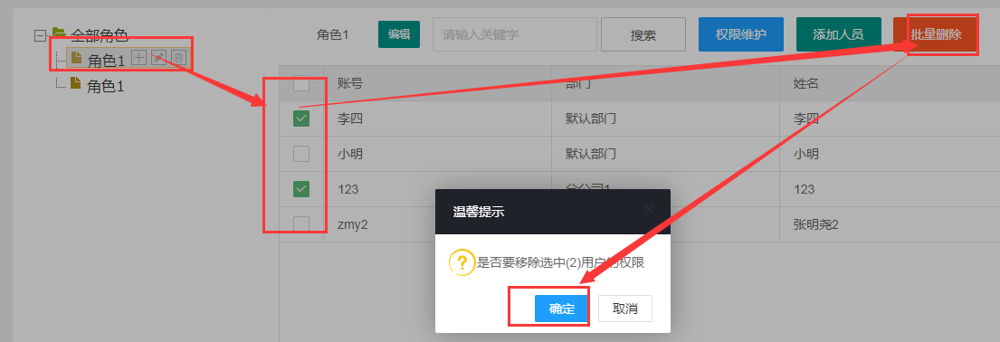 全部角色
角色1
角色1
角色1 编辑 请输入关键字 搜索 权限维护 添加人员 批量删除
账号 部门 姓名
李四 默认部门 李四
小明 默认部门 小明
123 分公司1 123
zmy2 张明尧2
温馨提示
是否要移除选中(2)用户的权限
确定 取消